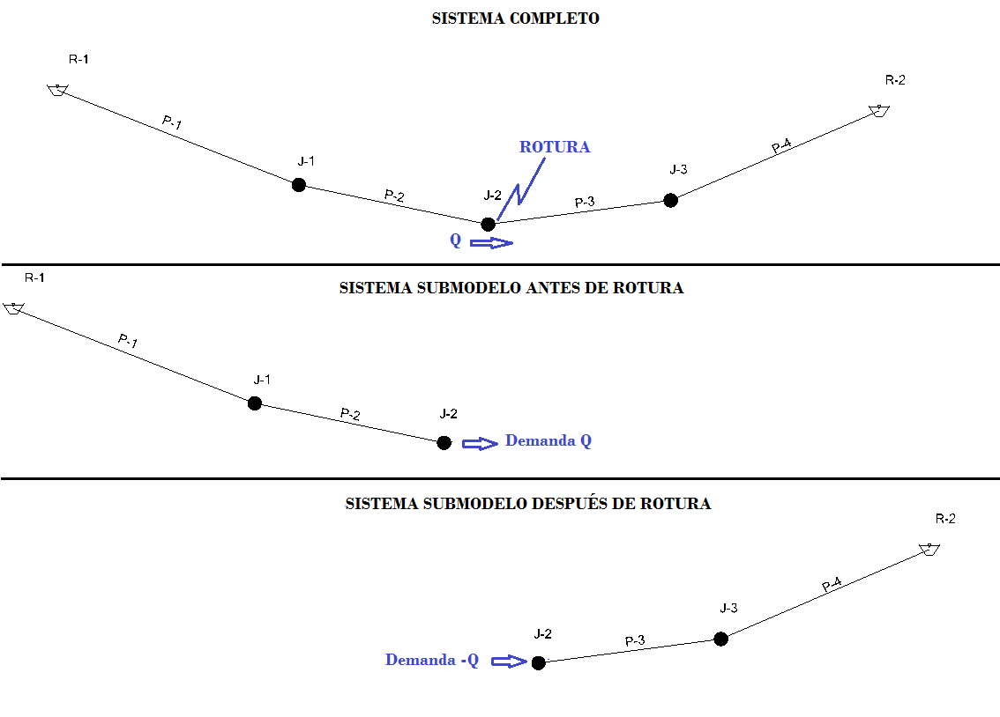 SISTEMA COMPLETO
R-1
R-2
P-1
P-4
ROTURA
J-1
J-3
P-2
J-2
P-3
Q
R-1
SISTEMA SUBMODELO ANTES DE ROTURA
P-1
J-1
P-2
J-2
Demanda Q
SISTEMA SUBMODELO DESPUÉS DE ROTURA
R-2
P-4
J-3
J-2
P-3
Demanda -Q